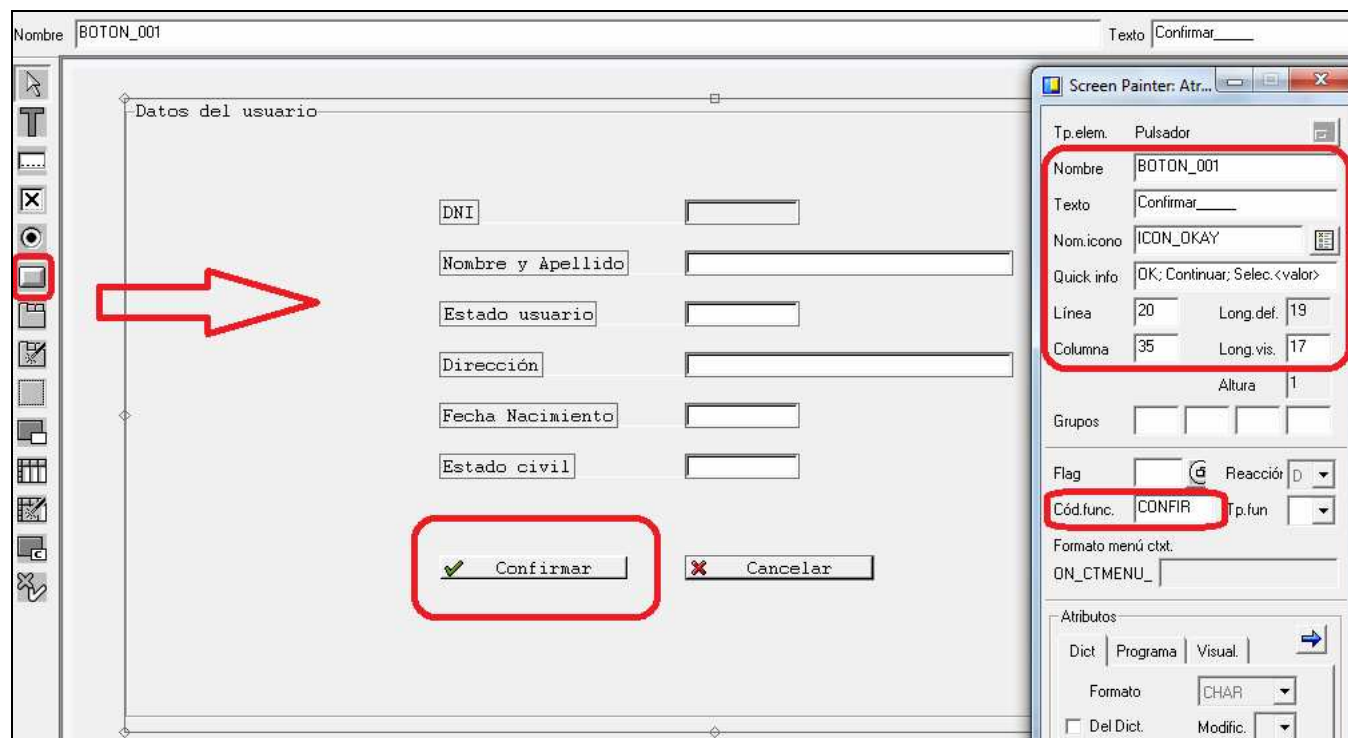 Nombre BOTON_001 Texto Confirmar_____
Datos del usuario
DNI
Nombre y Apellido
Estado usuario
Dirección
Fecha Nacimiento
Estado civil
Confirmar Cancelar
Screen Painter: Atr...
Tp.elem. Pulsador
Nombre BOTON_001
Texto Confirmar_____
Nom.icono ICON_OKAY
Quick info OK; Continuar; Selec.<valor>
Línea 20 Long.def. 19
Columna 35 Long.vis. 17
Altura 1
Grupos
Flag Reacción D
Cód.func. CONFIR Tp.fun
Formato menú ctxt.
ON_CTMENU_
Atributos
Dict Programa Visual.
Formato CHAR
Del Dict. Modific.